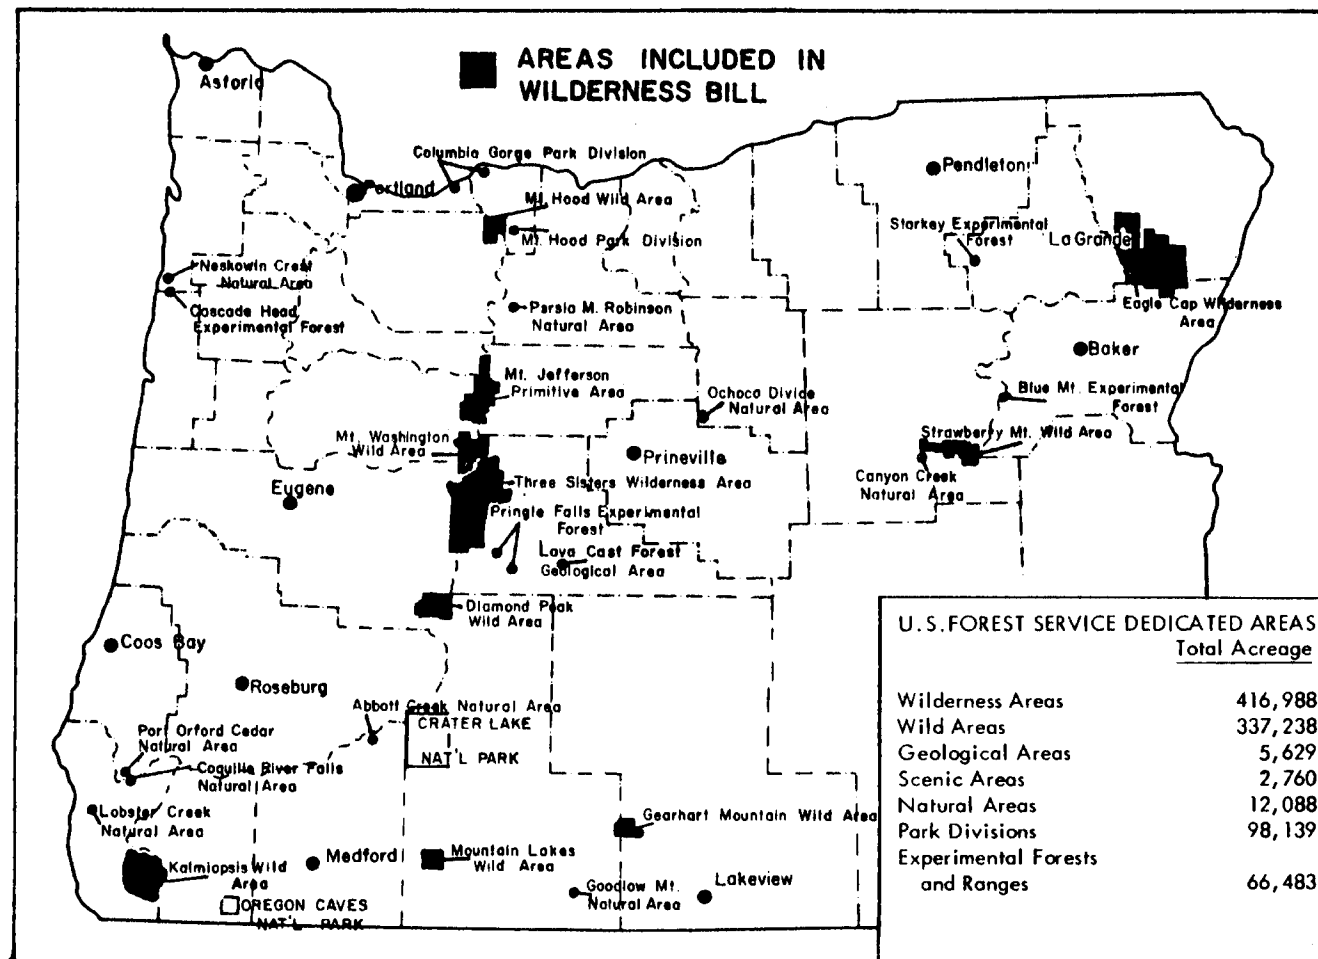 AREAS INCLUDED IN
WILDERNESS BILL
Astoria
Columbia Gorge Park Division
Portland
Pendleton
Mt. Hood Wild Area
Mt. Hood Park Division
Starkey Experimental
Forest
La Grande
Neskowin Crest
Natural Area
Cascade Head
Experimental Forest
Persia M. Robinson
Natural Area
Eagle Cap Wilderness
Area
Baker
Mt. Jefferson
Primitive Area
Ochoco Divide
Natural Area
Blue Mt. Experimental
Forest
Mt. Washington
Wild Area
Strawberry Mt. Wild Area
Prineville
Canyon Creek
Natural Area
Eugene
Three Sisters Wilderness Area
Pringle Falls Experimental
Forest
Lava Cast Forest
Geological Area
Diamond Peak
Wild Area
Coos Bay
Roseburg
Abbott Creek Natural Area
CRATER LAKE
NAT'L PARK
Port Orford Cedar
Natural Area
Coquille River Falls
Natural Area
Lobster Creek
Natural Area
Gearhart Mountain Wild Area
Kalmiopsis Wild
Area
Medford
Mountain Lakes
Wild Area
Goodlow Mt.
Natural Area
Lakeview
OREGON CAVES
NAT'L PARK
U.S. FOREST SERVICE DEDICATED AREAS
Total Acreage
Wilderness Areas 416,988
Wild Areas 337,238
Geological Areas 5,629
Scenic Areas 2,760
Natural Areas 12,088
Park Divisions 98,139
Experimental Forests
and Ranges 66,483